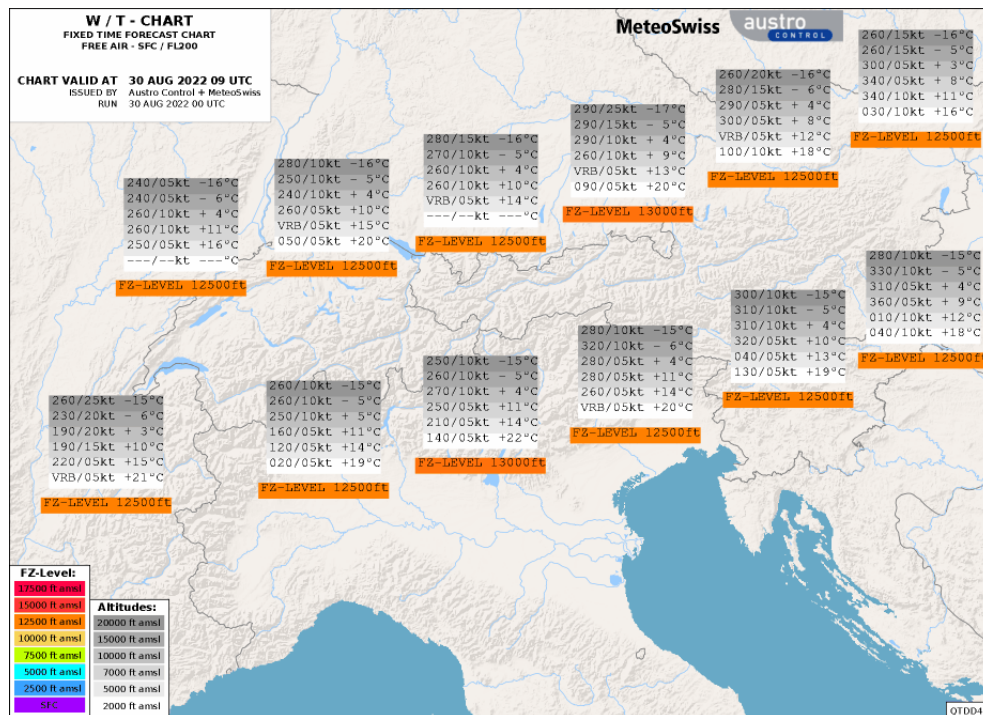 W / T - CHART
FIXED TIME FORECAST CHART
FREE AIR - SFC / FL200
CHART VALID AT 30 AUG 2022 09 UTC
ISSUED BY Austro Control + MeteoSwiss
RUN 30 AUG 2022 00 UTC
MeteoSwiss
austro
CONTROL
260/15kt -16°C
260/15kt - 5°C
300/05kt + 3°C
340/05kt + 8°C
340/10kt +11°C
030/10kt +16°C
FZ-LEVEL 12500ft
260/20kt -16°C
280/15kt - 6°C
290/05kt + 4°C
300/05kt + 8°C
VRB/05kt +12°C
100/10kt +18°C
FZ-LEVEL 12500ft
290/25kt -17°C
290/15kt - 5°C
290/10kt + 4°C
260/10kt + 9°C
VRB/05kt +13°C
090/05kt +20°C
FZ-LEVEL 13000ft
280/15kt -16°C
270/10kt - 5°C
260/10kt + 4°C
260/10kt +10°C
VRB/05kt +14°C
---/--kt ---°C
FZ-LEVEL 12500ft
280/10kt -16°C
250/10kt - 5°C
240/10kt + 4°C
260/05kt +10°C
VRB/05kt +15°C
050/05kt +20°C
FZ-LEVEL 12500ft
240/05kt -16°C
240/05kt - 6°C
260/10kt + 4°C
260/10kt +11°C
250/05kt +16°C
---/--kt ---°C
FZ-LEVEL 12500ft
280/10kt -15°C
330/10kt - 5°C
310/05kt + 4°C
360/05kt + 9°C
010/10kt +12°C
040/10kt +18°C
FZ-LEVEL 12500ft
300/10kt -15°C
310/10kt - 5°C
310/10kt + 4°C
320/05kt +10°C
040/05kt +13°C
130/05kt +19°C
FZ-LEVEL 12500ft
280/10kt -15°C
320/10kt - 6°C
280/05kt + 4°C
280/05kt +11°C
260/05kt +14°C
VRB/05kt +20°C
FZ-LEVEL 12500ft
250/10kt -15°C
260/10kt - 5°C
270/10kt + 4°C
250/05kt +11°C
210/05kt +14°C
140/05kt +22°C
FZ-LEVEL 13000ft
260/10kt -15°C
260/10kt - 5°C
250/10kt + 5°C
160/05kt +11°C
120/05kt +14°C
020/05kt +19°C
FZ-LEVEL 12500ft
260/25kt -15°C
230/20kt - 6°C
190/20kt + 3°C
190/15kt +10°C
220/05kt +15°C
VRB/05kt +21°C
FZ-LEVEL 12500ft
FZ-Level:
17500 ft amsl
15000 ft amsl
12500 ft amsl
10000 ft amsl
7500 ft amsl
5000 ft amsl
2500 ft amsl
SFC
Altitudes:
20000 ft amsl
15000 ft amsl
10000 ft amsl
7000 ft amsl
5000 ft amsl
2000 ft amsl
QTDD4